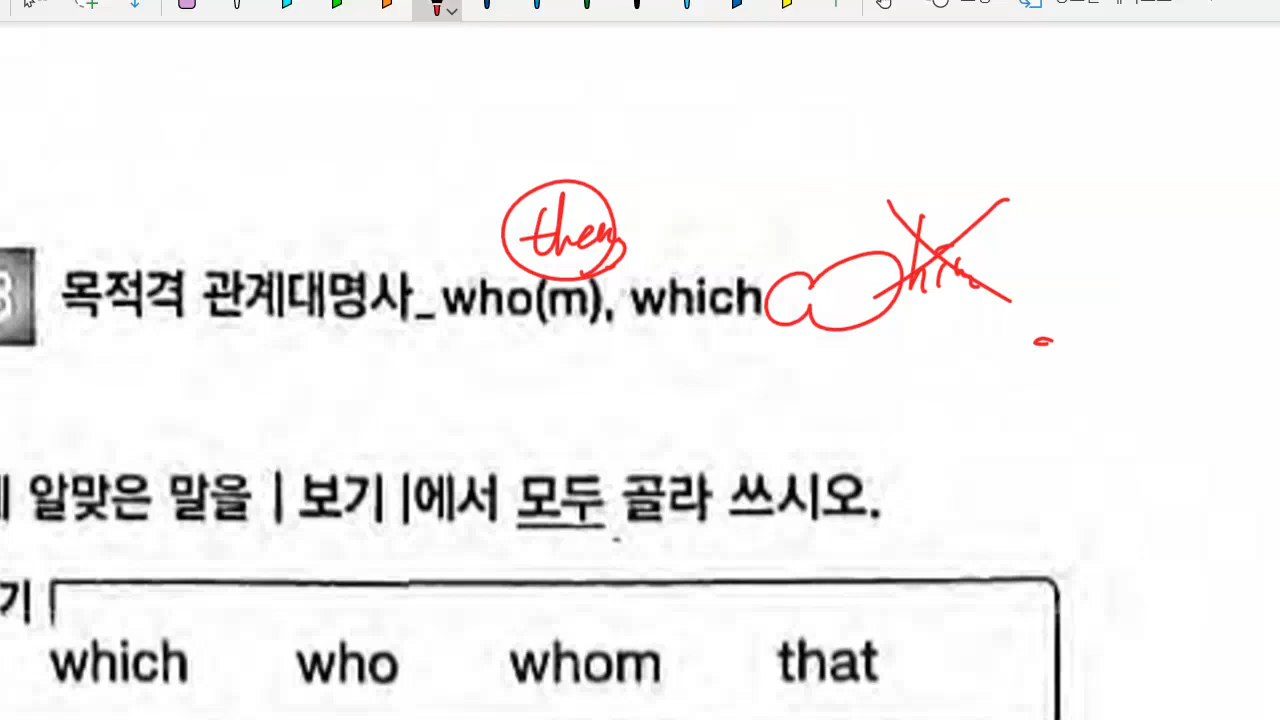 them
him
목적격 관계대명사_who(m), which
알맞은 말을 | 보기 |에서 모두 골라 쓰시오.
기
which who whom that